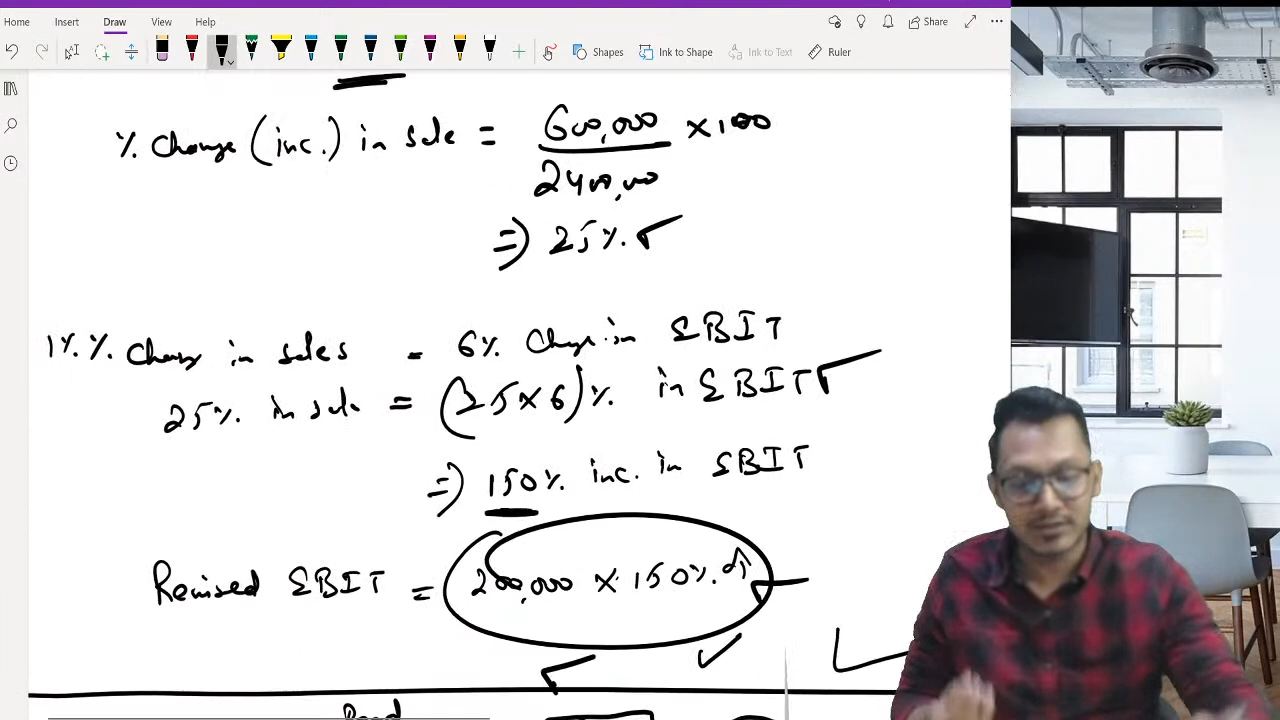 Home Insert Draw View Help Share
Shapes Ink to Shape Ink to Text Ruler
% Change (inc.) in sale = 600,000 × 100
2400,00
⇒ 25%
1% % Change in sales = 6% Change in EBIT
25% in sale = (25×6)% in EBIT
⇒ 150% inc. in EBIT
Revised EBIT = 200,000 × 150%